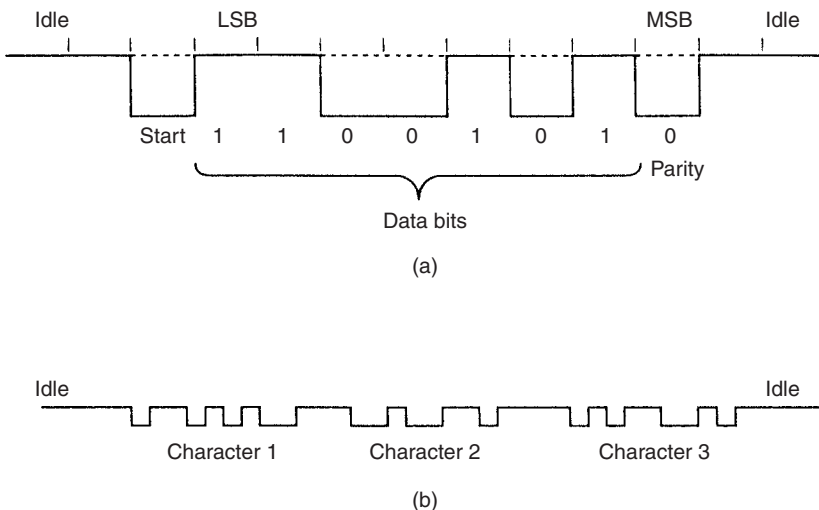 Idle LSB MSB Idle
Start 1 1 0 0 1 0 1 0
Parity
Data bits
(a)
Idle Idle
Character 1 Character 2 Character 3
(b)